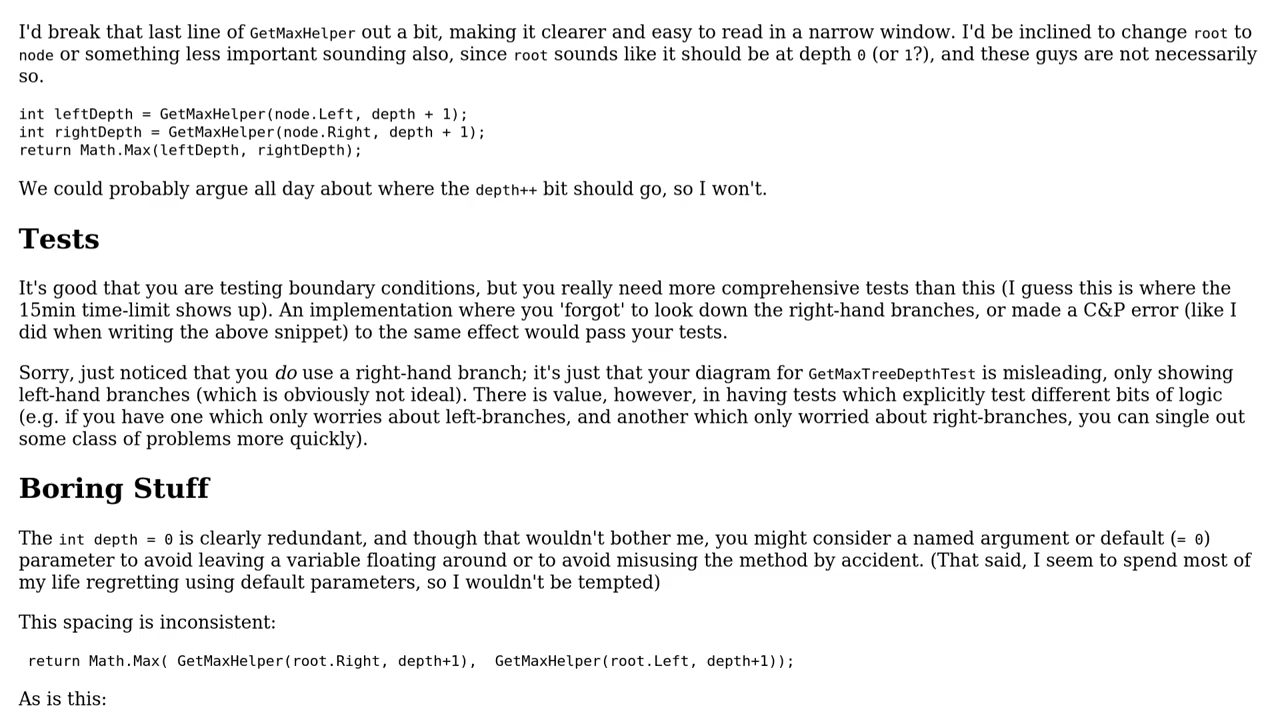 I'd break that last line of GetMaxHelper out a bit, making it clearer and easy to read in a narrow window. I'd be inclined to change root to
node or something less important sounding also, since root sounds like it should be at depth 0 (or 1?), and these guys are not necessarily
so.
int leftDepth = GetMaxHelper(node.Left, depth + 1);
int rightDepth = GetMaxHelper(node.Right, depth + 1);
return Math.Max(leftDepth, rightDepth);
We could probably argue all day about where the depth++ bit should go, so I won't.
Tests
It's good that you are testing boundary conditions, but you really need more comprehensive tests than this (I guess this is where the
15min time-limit shows up). An implementation where you 'forgot' to look down the right-hand branches, or made a C&P error (like I
did when writing the above snippet) to the same effect would pass your tests.
Sorry, just noticed that you do use a right-hand branch; it's just that your diagram for GetMaxTreeDepthTest is misleading, only showing
left-hand branches (which is obviously not ideal). There is value, however, in having tests which explicitly test different bits of logic
(e.g. if you have one which only worries about left-branches, and another which only worried about right-branches, you can single out
some class of problems more quickly).
Boring Stuff
The int depth = 0 is clearly redundant, and though that wouldn't bother me, you might consider a named argument or default (= 0)
parameter to avoid leaving a variable floating around or to avoid misusing the method by accident. (That said, I seem to spend most of
my life regretting using default parameters, so I wouldn't be tempted)
This spacing is inconsistent:
return Math.Max( GetMaxHelper(root.Right, depth+1),  GetMaxHelper(root.Left, depth+1));
As is this: